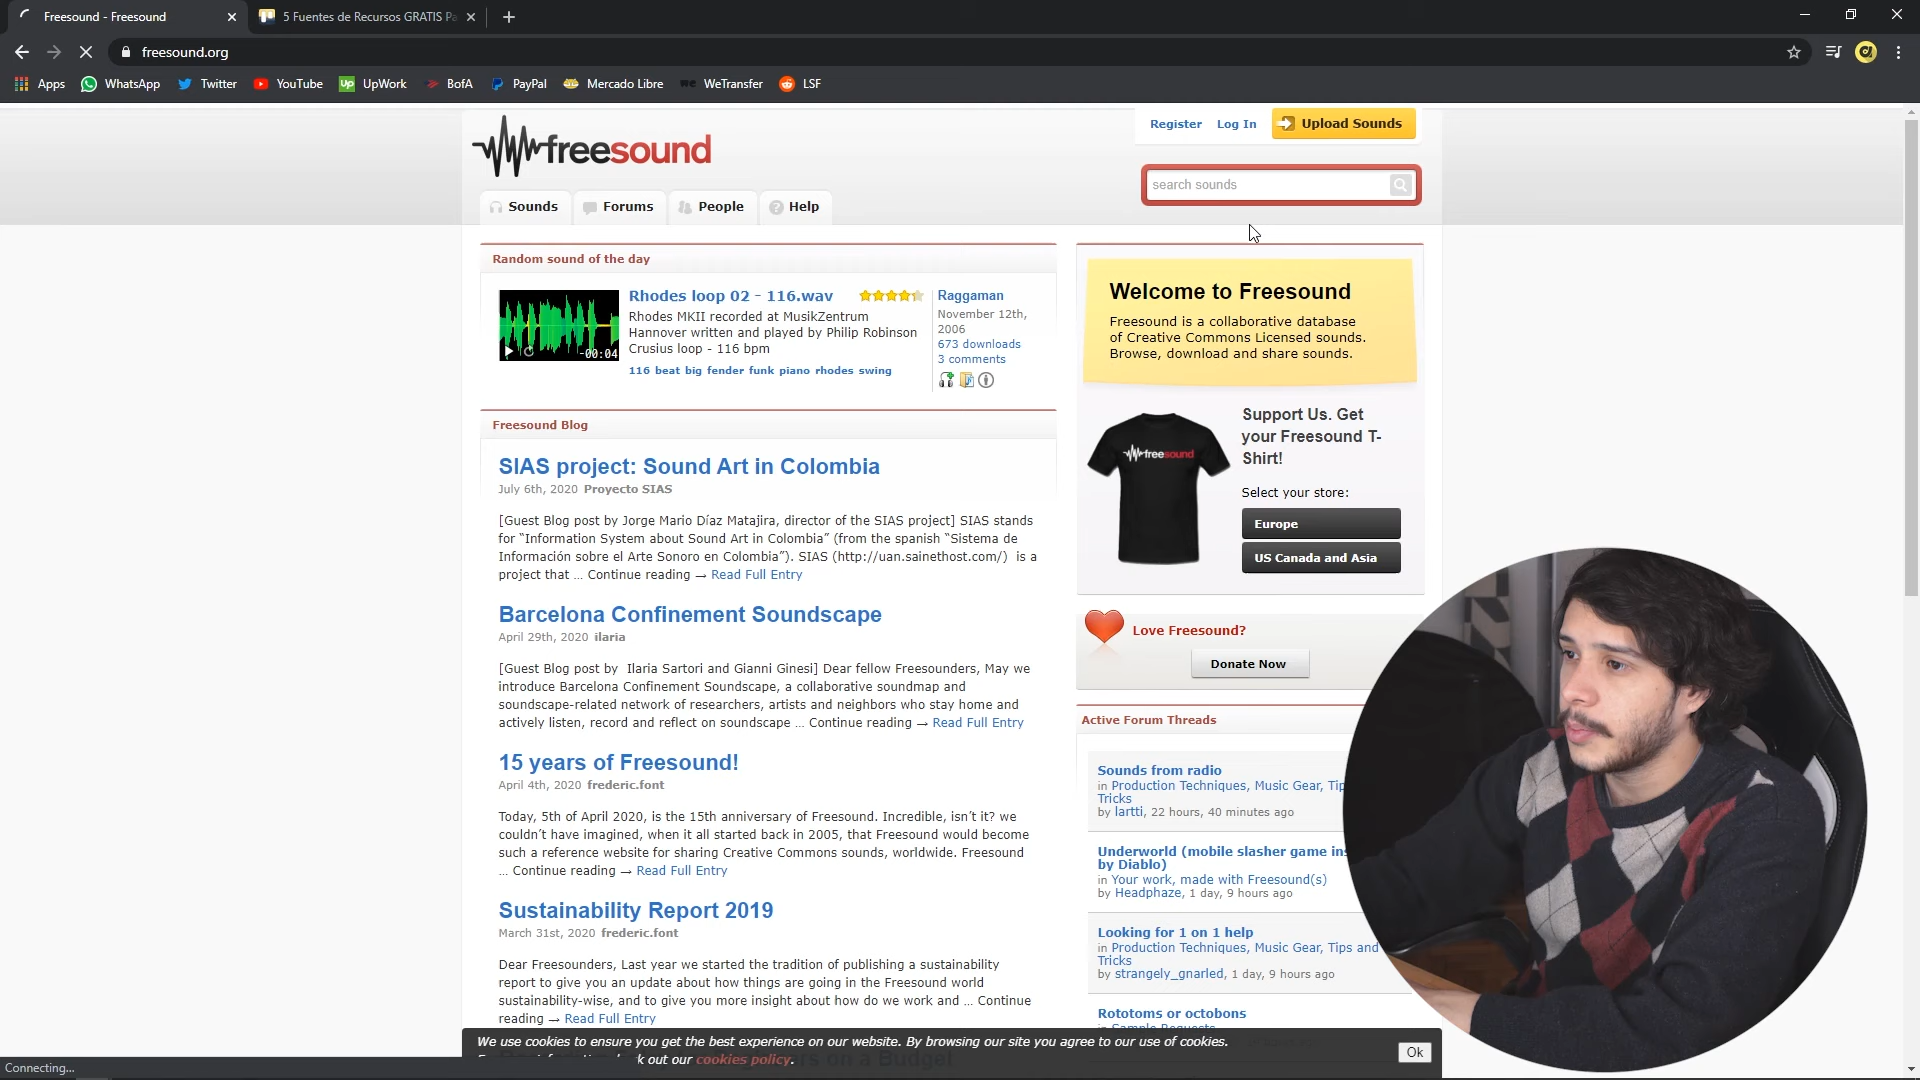 Freesound - Freesound
5 Fuentes de Recursos GRATIS Pa
freesound.org
Apps
WhatsApp
Twitter
YouTube
Up
UpWork
BofA
PayPal
Mercado Libre
we
WeTransfer
LSF
freesound
Register
Log In
Upload Sounds
search sounds
Sounds
Forums
People
Help
Random sound of the day
-00:04
Rhodes loop 02 - 116.wav
Rhodes MKII recorded at MusikZentrum
Hannover written and played by Philip Robinson
Crusius loop - 116 bpm
116 beat big fender funk piano rhodes swing
Raggaman
November 12th,
2006
673 downloads
3 comments
Freesound Blog
SIAS project: Sound Art in Colombia
July 6th, 2020 Proyecto SIAS
[Guest Blog post by Jorge Mario Díaz Matajira, director of the SIAS project] SIAS stands
for "Information System about Sound Art in Colombia" (from the spanish "Sistema de
Información sobre el Arte Sonoro en Colombia"). SIAS (http://uan.sainethost.com/) is a
project that ... Continue reading → Read Full Entry
Barcelona Confinement Soundscape
April 29th, 2020 ilaria
[Guest Blog post by Ilaria Sartori and Gianni Ginesi] Dear fellow Freesounders, May we
introduce Barcelona Confinement Soundscape, a collaborative soundmap and
soundscape-related network of researchers, artists and neighbors who stay home and
actively listen, record and reflect on soundscape ... Continue reading → Read Full Entry
15 years of Freesound!
April 4th, 2020 frederic.font
Today, 5th of April 2020, is the 15th anniversary of Freesound. Incredible, isn't it? we
couldn't have imagined, when it all started back in 2005, that Freesound would become
such a reference website for sharing Creative Commons sounds, worldwide. Freesound
... Continue reading → Read Full Entry
Sustainability Report 2019
March 31st, 2020 frederic.font
Dear Freesounders, Last year we started the tradition of publishing a sustainability
report to give you an update about how things are going in the Freesound world
sustainability-wise, and to give you more insight about how do we work and ... Continue
reading → Read Full Entry
Welcome to Freesound
Freesound is a collaborative database
of Creative Commons Licensed sounds.
Browse, download and share sounds.
freesound
Support Us. Get
your Freesound T-
Shirt!
Select your store:
Europe
US Canada and Asia
Love Freesound?
Donate Now
Active Forum Threads
Sounds from radio
in Production Techniques, Music Gear, Tip
Tricks
by lartti, 22 hours, 40 minutes ago
Underworld (mobile slasher game ins
by Diablo)
in Your work, made with Freesound(s)
by Headphaze, 1 day, 9 hours ago
Looking for 1 on 1 help
in Production Techniques, Music Gear, Tips and
Tricks
by strangely_gnarled, 1 day, 9 hours ago
Rototoms or octobons
We use cookies to ensure you get the best experience on our website. By browsing our site you agree to our use of cookies.
k out our cookies policy.
on a Budget
Ok
Connecting...